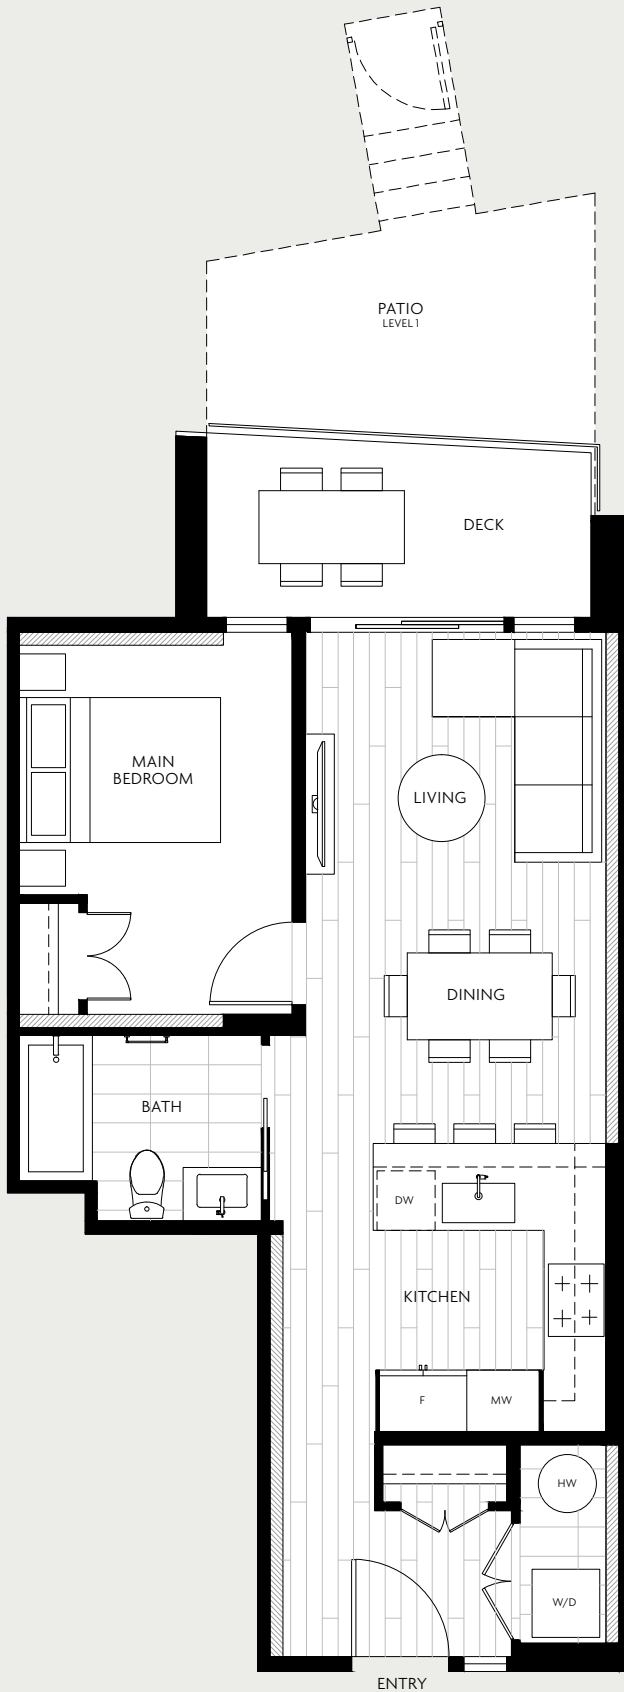 PATIO
LEVEL 1
DECK
MAIN
BEDROOM
LIVING
DINING
BATH
DW
KITCHEN
F
MW
HW
W/D
ENTRY